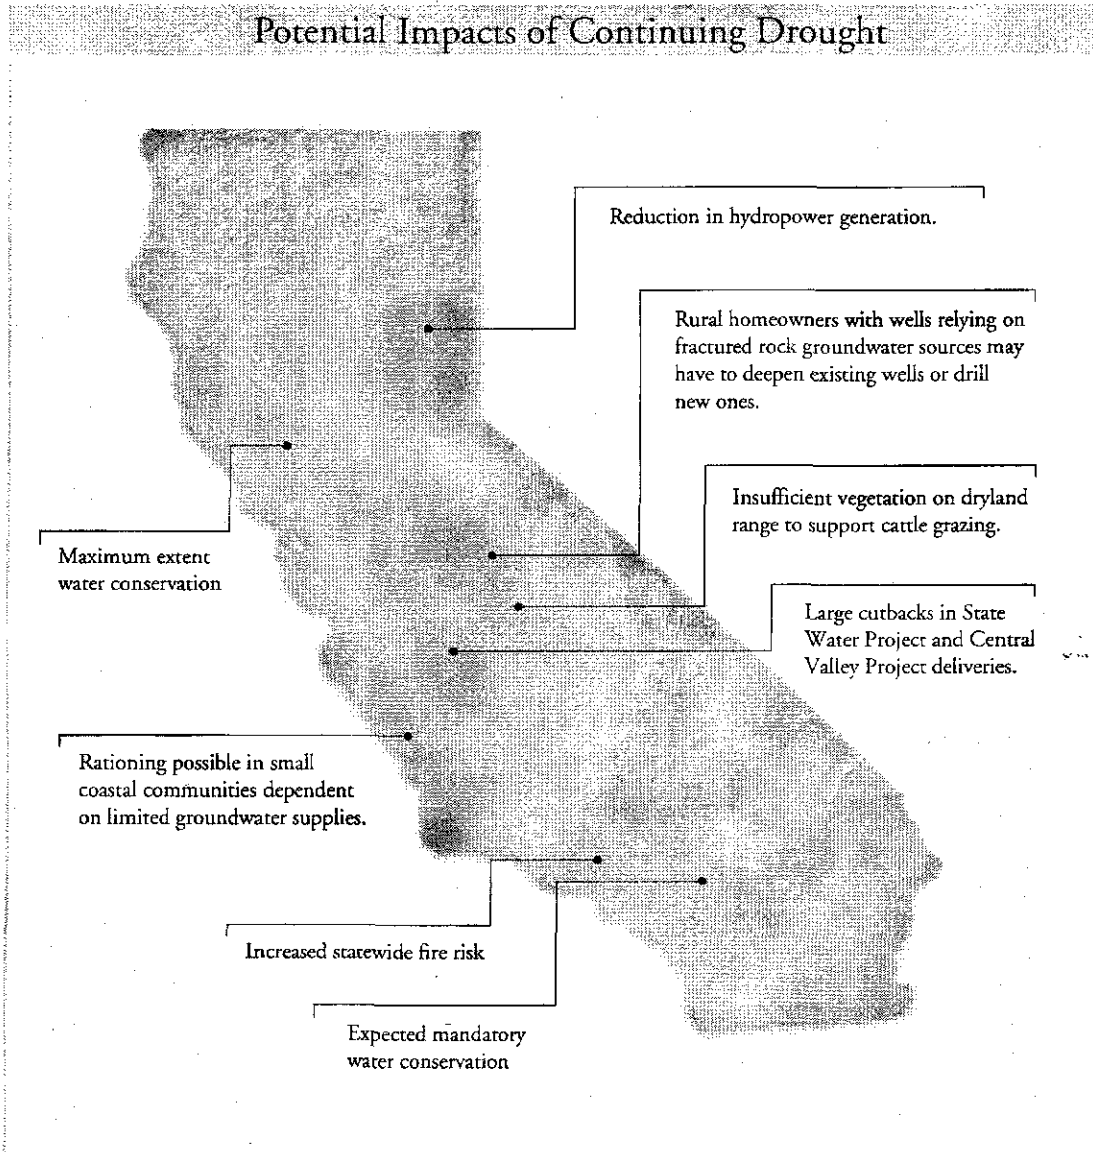 Potential Impacts of Continuing Drought
Reduction in hydropower generation.
Rural homeowners with wells relying on
fractured rock groundwater sources may
have to deepen existing wells or drill
new ones.
Insufficient vegetation on dryland
range to support cattle grazing.
Maximum extent
water conservation
Large cutbacks in State
Water Project and Central
Valley Project deliveries.
Rationing possible in small
coastal communities dependent
on limited groundwater supplies.
Increased statewide fire risk
Expected mandatory
water conservation